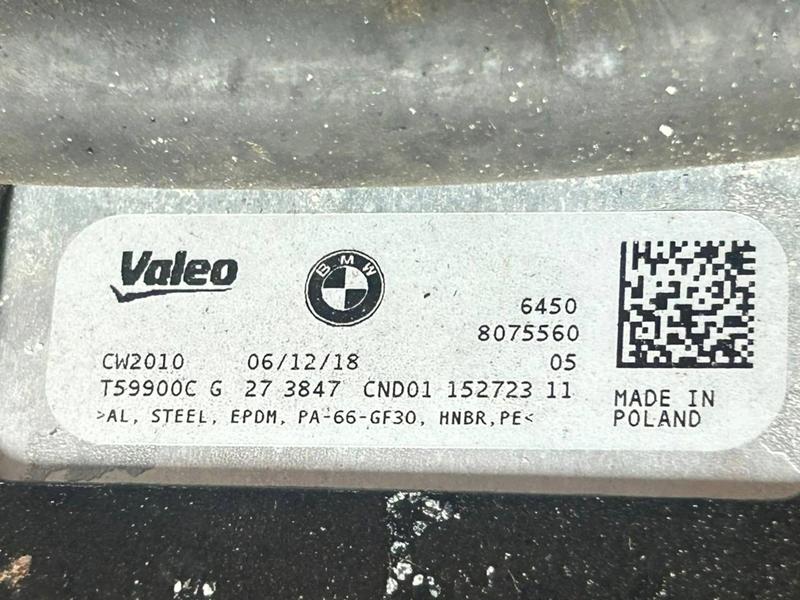 Valeo
BMW
6450
8075560
CW2010 06/12/18 05
T59900C G 27 3847 CND01 152723 11
>AL, STEEL, EPDM, PA-66-GF30, HNBR,PE<
MADE IN
POLAND